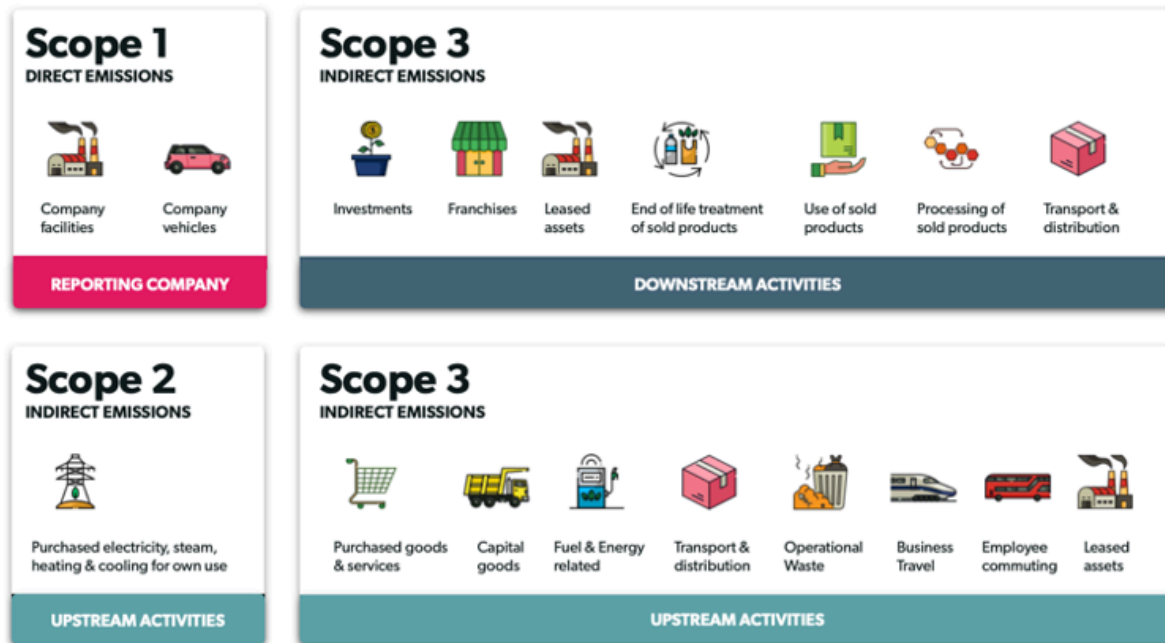 Scope 1
DIRECT EMISSIONS
Company
facilities
Company
vehicles
REPORTING COMPANY
Scope 3
INDIRECT EMISSIONS
Investments
Franchises
Leased
assets
End of life treatment
of sold products
Use of sold
products
Processing of
sold products
Transport &
distribution
DOWNSTREAM ACTIVITIES
Scope 2
INDIRECT EMISSIONS
Purchased electricity, steam,
heating & cooling for own use
UPSTREAM ACTIVITIES
Scope 3
INDIRECT EMISSIONS
Purchased goods
& services
Capital
goods
Fuel & Energy
related
Transport &
distribution
Operational
Waste
Business
Travel
Employee
commuting
Leased
assets
UPSTREAM ACTIVITIES